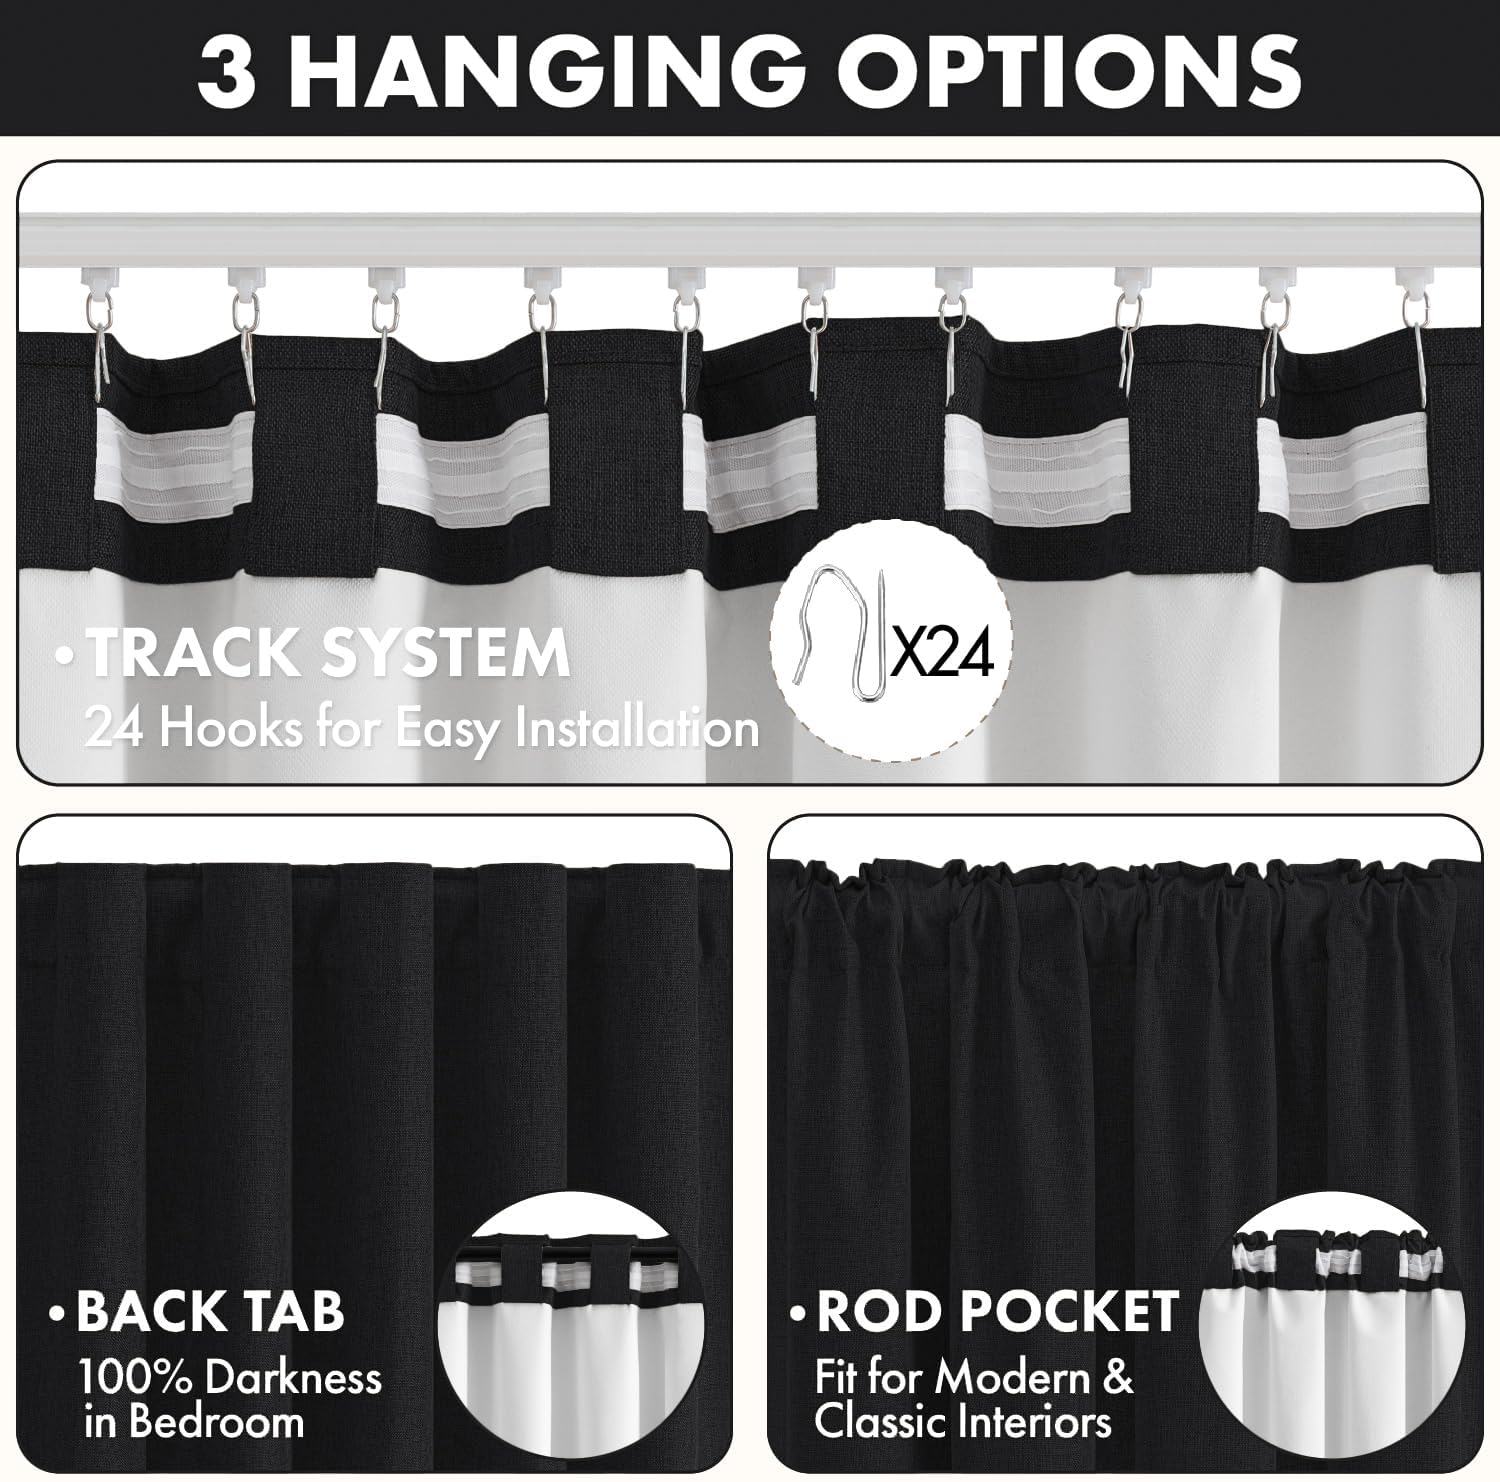 3 HANGING OPTIONS
• TRACK SYSTEM
24 Hooks for Easy Installation
X24
• BACK TAB
100% Darkness
in Bedroom
• ROD POCKET
Fit for Modern &
Classic Interiors